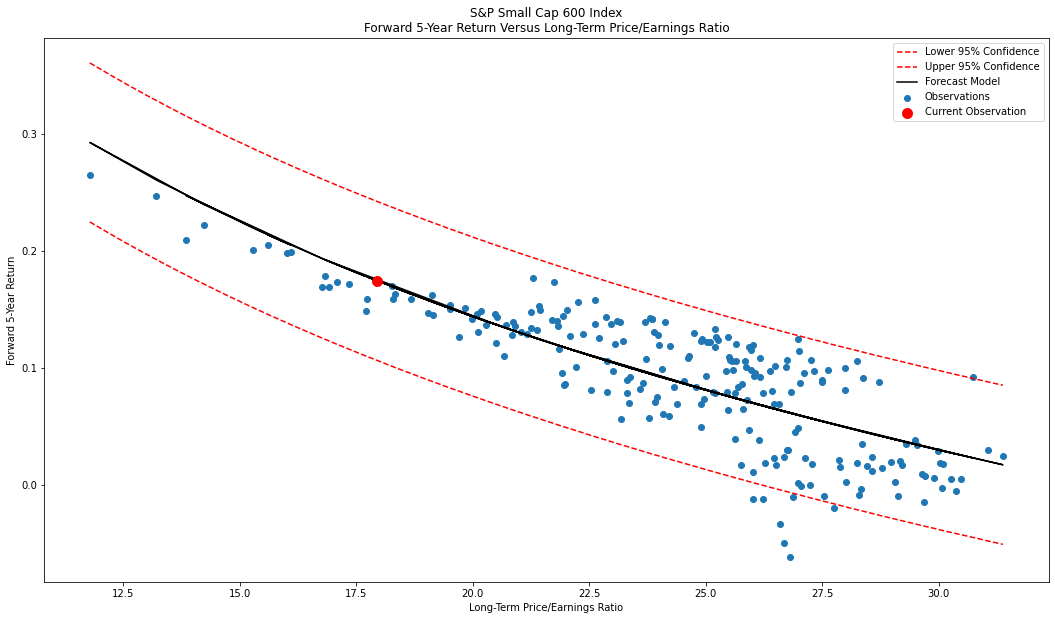 S&P Small Cap 600 Index
Forward 5-Year Return Versus Long-Term Price/Earnings Ratio
Lower 95% Confidence
Upper 95% Confidence
Forecast Model
Observations
Current Observation
Forward 5-Year Return
0.3
0.2
0.1
0.0
12.5 15.0 17.5 20.0 22.5 25.0 27.5 30.0
Long-Term Price/Earnings Ratio